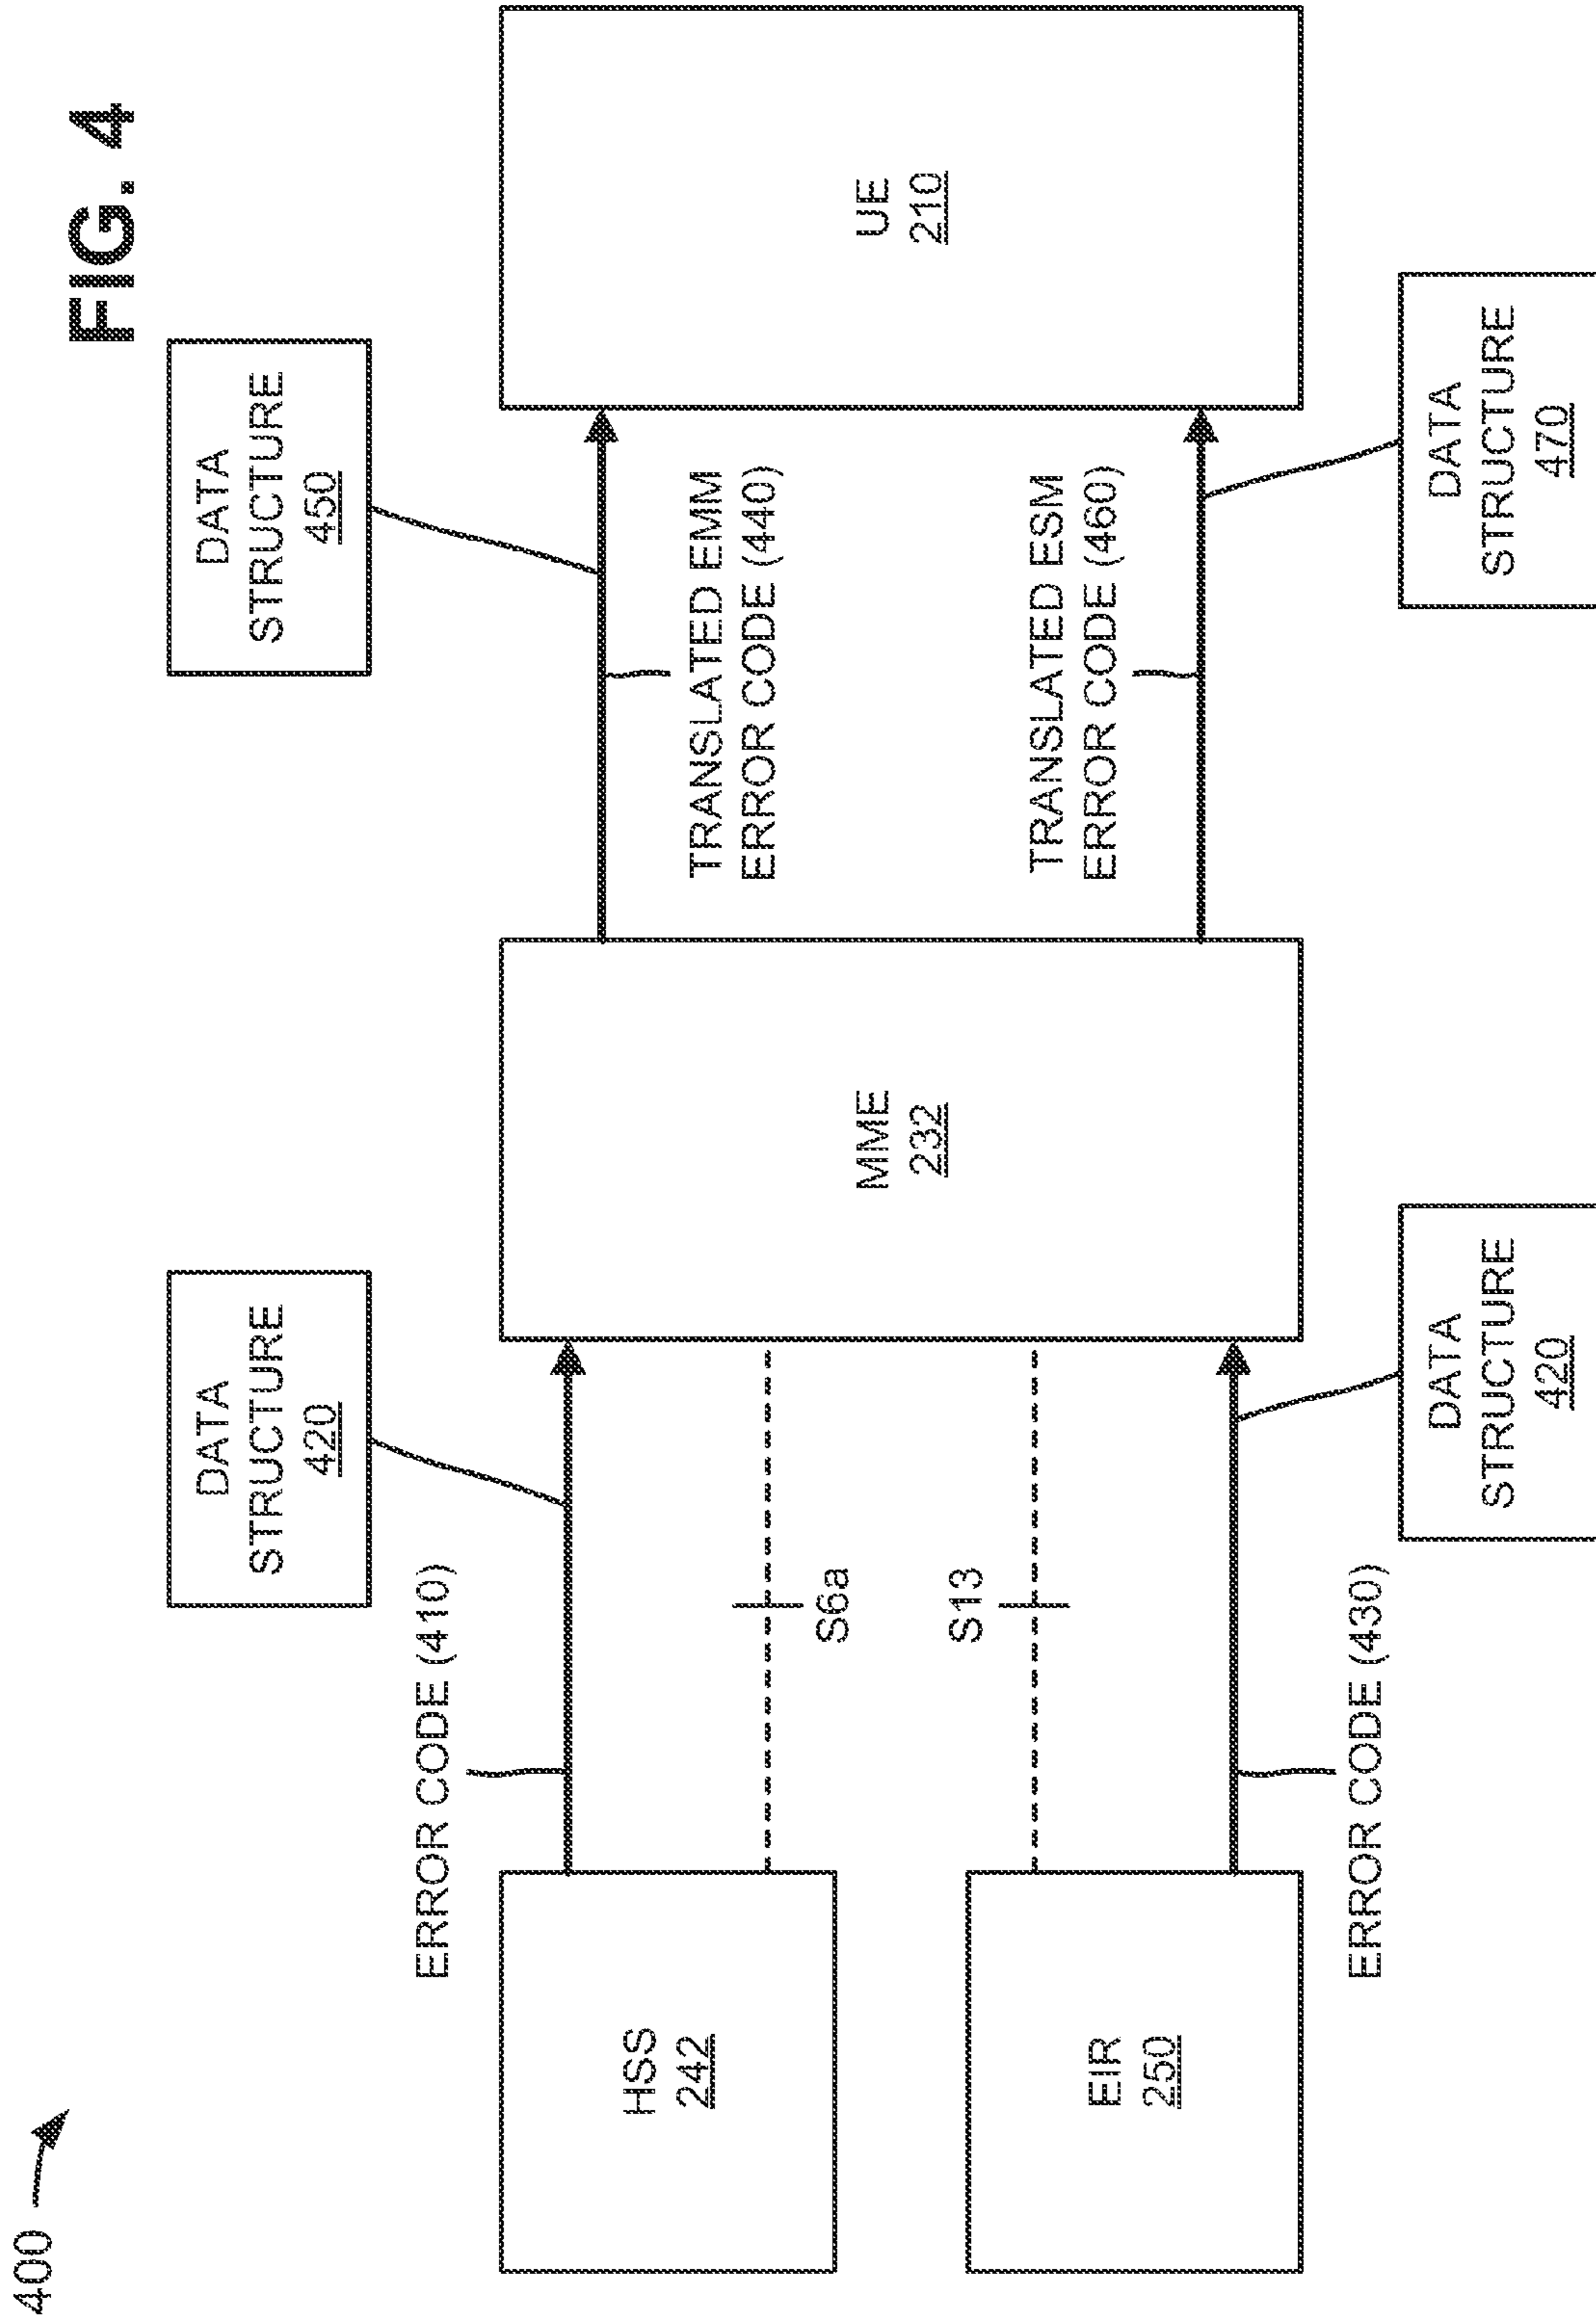 400
FIG. 4
DATA
STRUCTURE
420
DATA
STRUCTURE
450
ERROR CODE (410)
HSS
242
S6a
MME
232
TRANSLATED EMM
ERROR CODE (440)
UE
210
S13
EIR
250
TRANSLATED ESM
ERROR CODE (460)
ERROR CODE (430)
DATA
STRUCTURE
420
DATA
STRUCTURE
470